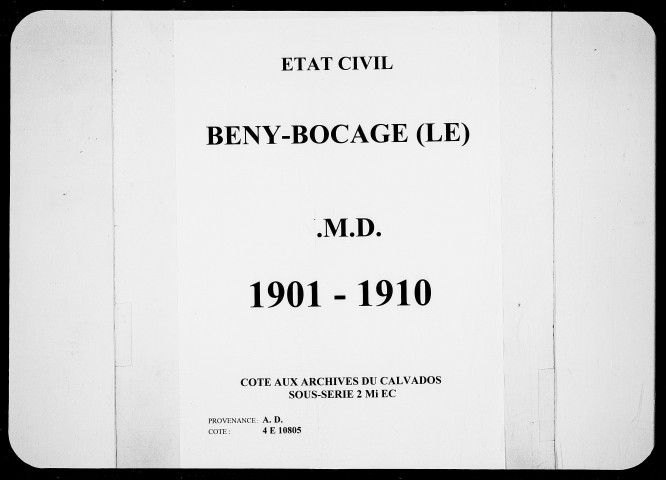 ETAT CIVIL
BENY-BOCAGE (LE)
.M.D.
1901 - 1910
COTE AUX ARCHIVES DU CALVADOS
SOUS-SERIE 2 Mi EC
PROVENANCE : A. D.
COTE : 4 E 10805